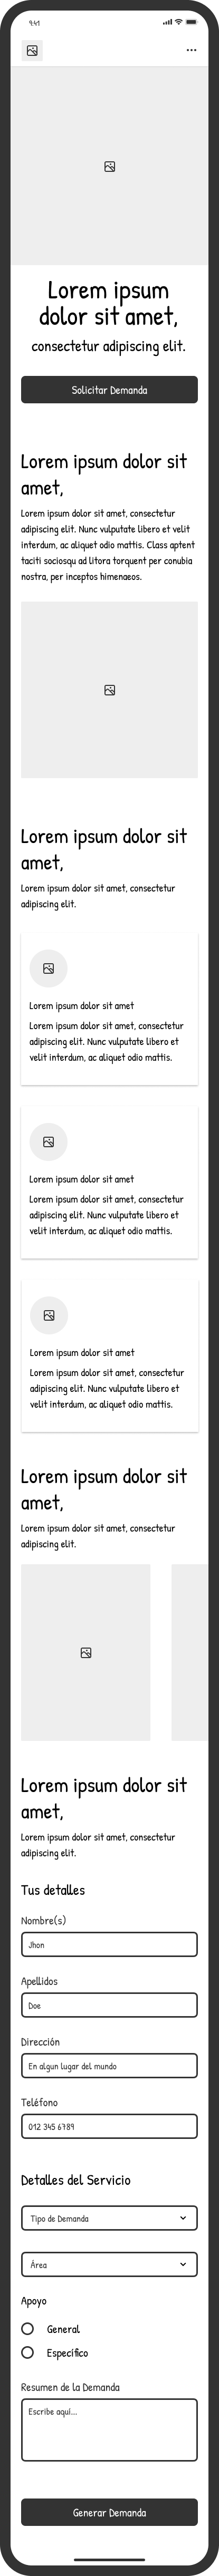 9:41
Lorem ipsum
dolor sit amet,
consectetur adipiscing elit.
Solicitar Demanda
Lorem ipsum dolor sit
amet,
Lorem ipsum dolor sit amet, consectetur
adipiscing elit. Nunc vulputate libero et velit
interdum, ac aliquet odio mattis. Class aptent
taciti sociosqu ad litora torquent per conubia
nostra, per inceptos himenaeos.
Lorem ipsum dolor sit
amet,
Lorem ipsum dolor sit amet, consectetur
adipiscing elit.
Lorem ipsum dolor sit amet
Lorem ipsum dolor sit amet, consectetur
adipiscing elit. Nunc vulputate libero et
velit interdum, ac aliquet odio mattis.
Lorem ipsum dolor sit amet
Lorem ipsum dolor sit amet, consectetur
adipiscing elit. Nunc vulputate libero et
velit interdum, ac aliquet odio mattis.
Lorem ipsum dolor sit amet
Lorem ipsum dolor sit amet, consectetur
adipiscing elit. Nunc vulputate libero et
velit interdum, ac aliquet odio mattis.
Lorem ipsum dolor sit
amet,
Lorem ipsum dolor sit amet, consectetur
adipiscing elit.
Lorem ipsum dolor sit
amet,
Lorem ipsum dolor sit amet, consectetur
adipiscing elit.
Tus detalles
Nombre(s)
Jhon
Apellidos
Doe
Dirección
En algun lugar del mundo
Teléfono
012 345 6789
Detalles del Servicio
Tipo de Demanda
Área
Apoyo
General
Específico
Resumen de la Demanda
Escribe aquí...
Generar Demanda